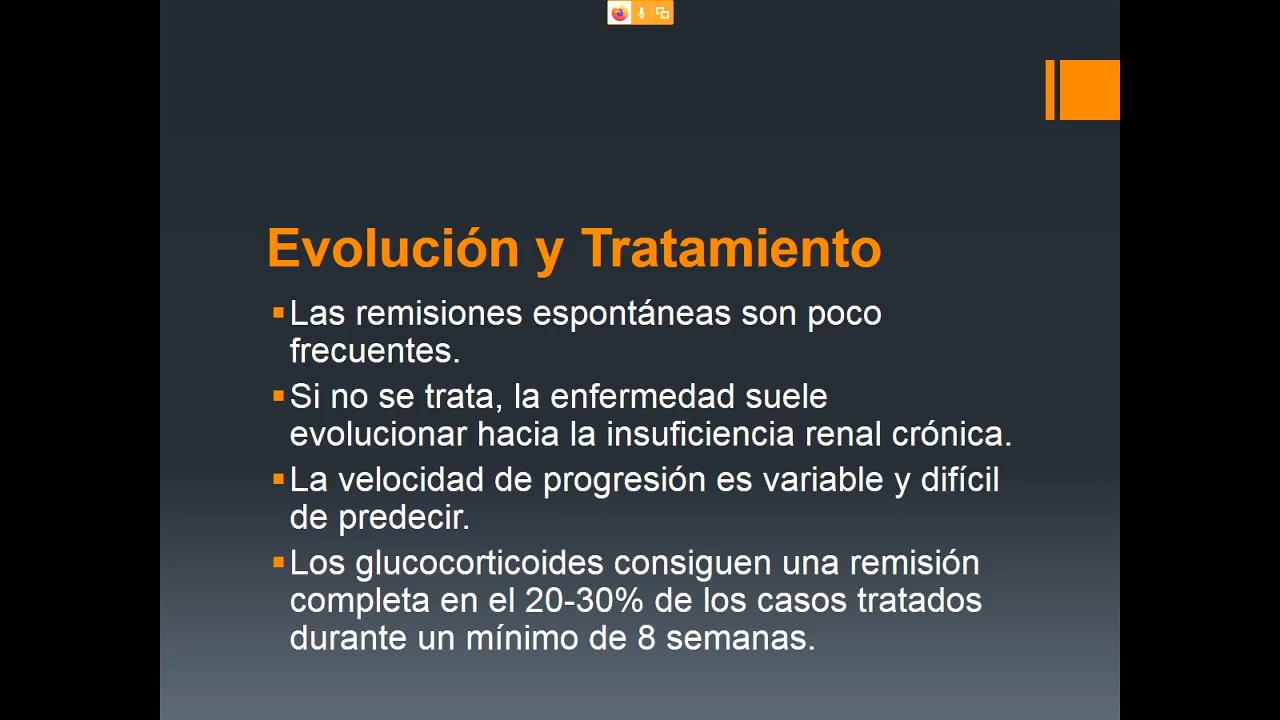 Evolución y Tratamiento
Las remisiones espontáneas son poco
frecuentes.
Si no se trata, la enfermedad suele
evolucionar hacia la insuficiencia renal crónica.
La velocidad de progresión es variable y difícil
de predecir.
Los glucocorticoides consiguen una remisión
completa en el 20-30% de los casos tratados
durante un mínimo de 8 semanas.